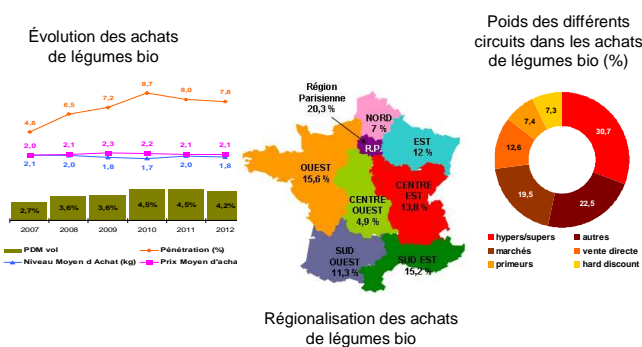 Évolution des achats
de légumes bio
4,6
6,5
7,2
8,7
8,0
7,8
2,0
2,1
2,3
2,2
2,1
2,1
2,1
2,0
1,8
1,7
2,0
1,8
2,7%
3,6%
3,6%
4,5%
4,5%
4,2%
2007
2008
2009
2010
2011
2012
PDM vol
Pénétration (%)
Niveau Moyen d Achat (kg)
Prix Moyen d'acha
Région
Parisienne
20,3 %
NORD
7 %
R.P.
EST
12 %
OUEST
15,6 %
CENTRE
EST
13,8 %
CENTRE
OUEST
4,9 %
SUD
OUEST
11,3 %
SUD EST
15,2 %
Régionalisation des achats
de légumes bio
Poids des différents
circuits dans les achats
de légumes bio (%)
7,3
7,4
30,7
12,6
19,5
22,5
hypers/supers
autres
marchés
vente directe
primeurs
hard discount